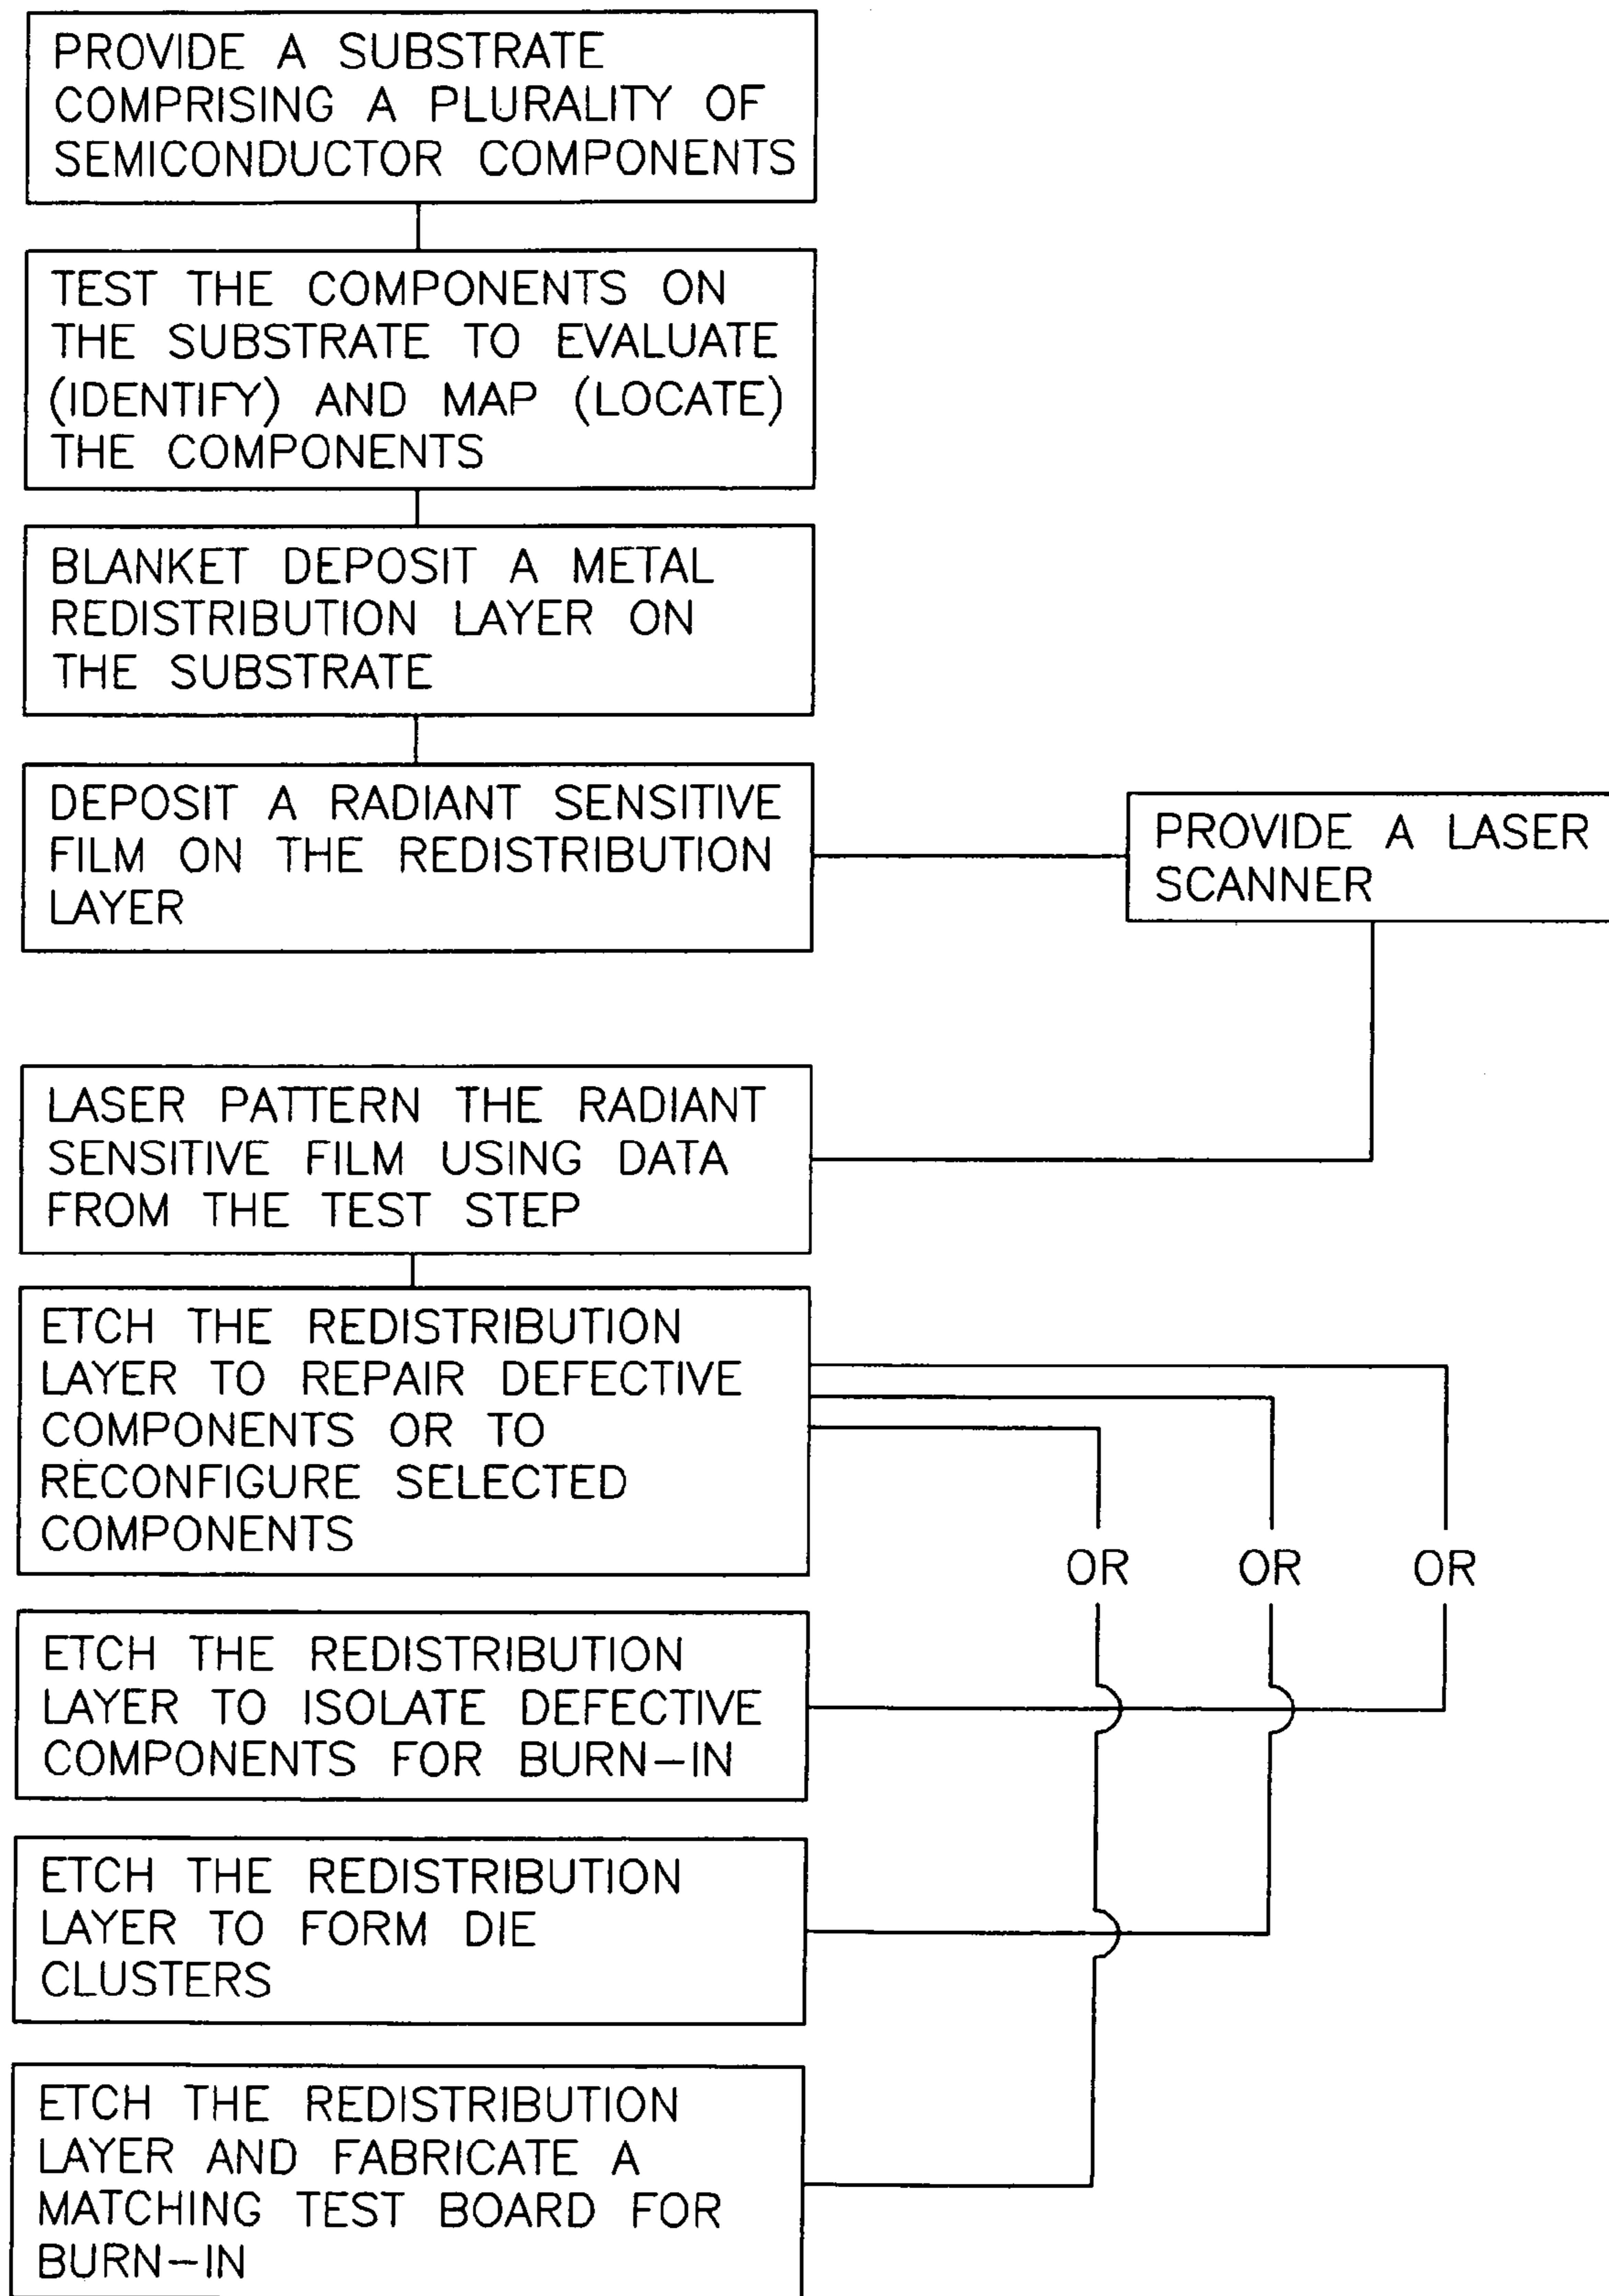 PROVIDE A SUBSTRATE
COMPRISING A PLURALITY OF
SEMICONDUCTOR COMPONENTS
TEST THE COMPONENTS ON
THE SUBSTRATE TO EVALUATE
(IDENTIFY) AND MAP (LOCATE)
THE COMPONENTS
BLANKET DEPOSIT A METAL
REDISTRIBUTION LAYER ON
THE SUBSTRATE
DEPOSIT A RADIANT SENSITIVE
FILM ON THE REDISTRIBUTION
LAYER
PROVIDE A LASER
SCANNER
LASER PATTERN THE RADIANT
SENSITIVE FILM USING DATA
FROM THE TEST STEP
ETCH THE REDISTRIBUTION
LAYER TO REPAIR DEFECTIVE
COMPONENTS OR TO
RECONFIGURE SELECTED
COMPONENTS
OR OR OR
ETCH THE REDISTRIBUTION
LAYER TO ISOLATE DEFECTIVE
COMPONENTS FOR BURN-IN
ETCH THE REDISTRIBUTION
LAYER TO FORM DIE
CLUSTERS
ETCH THE REDISTRIBUTION
LAYER AND FABRICATE A
MATCHING TEST BOARD FOR
BURN-IN